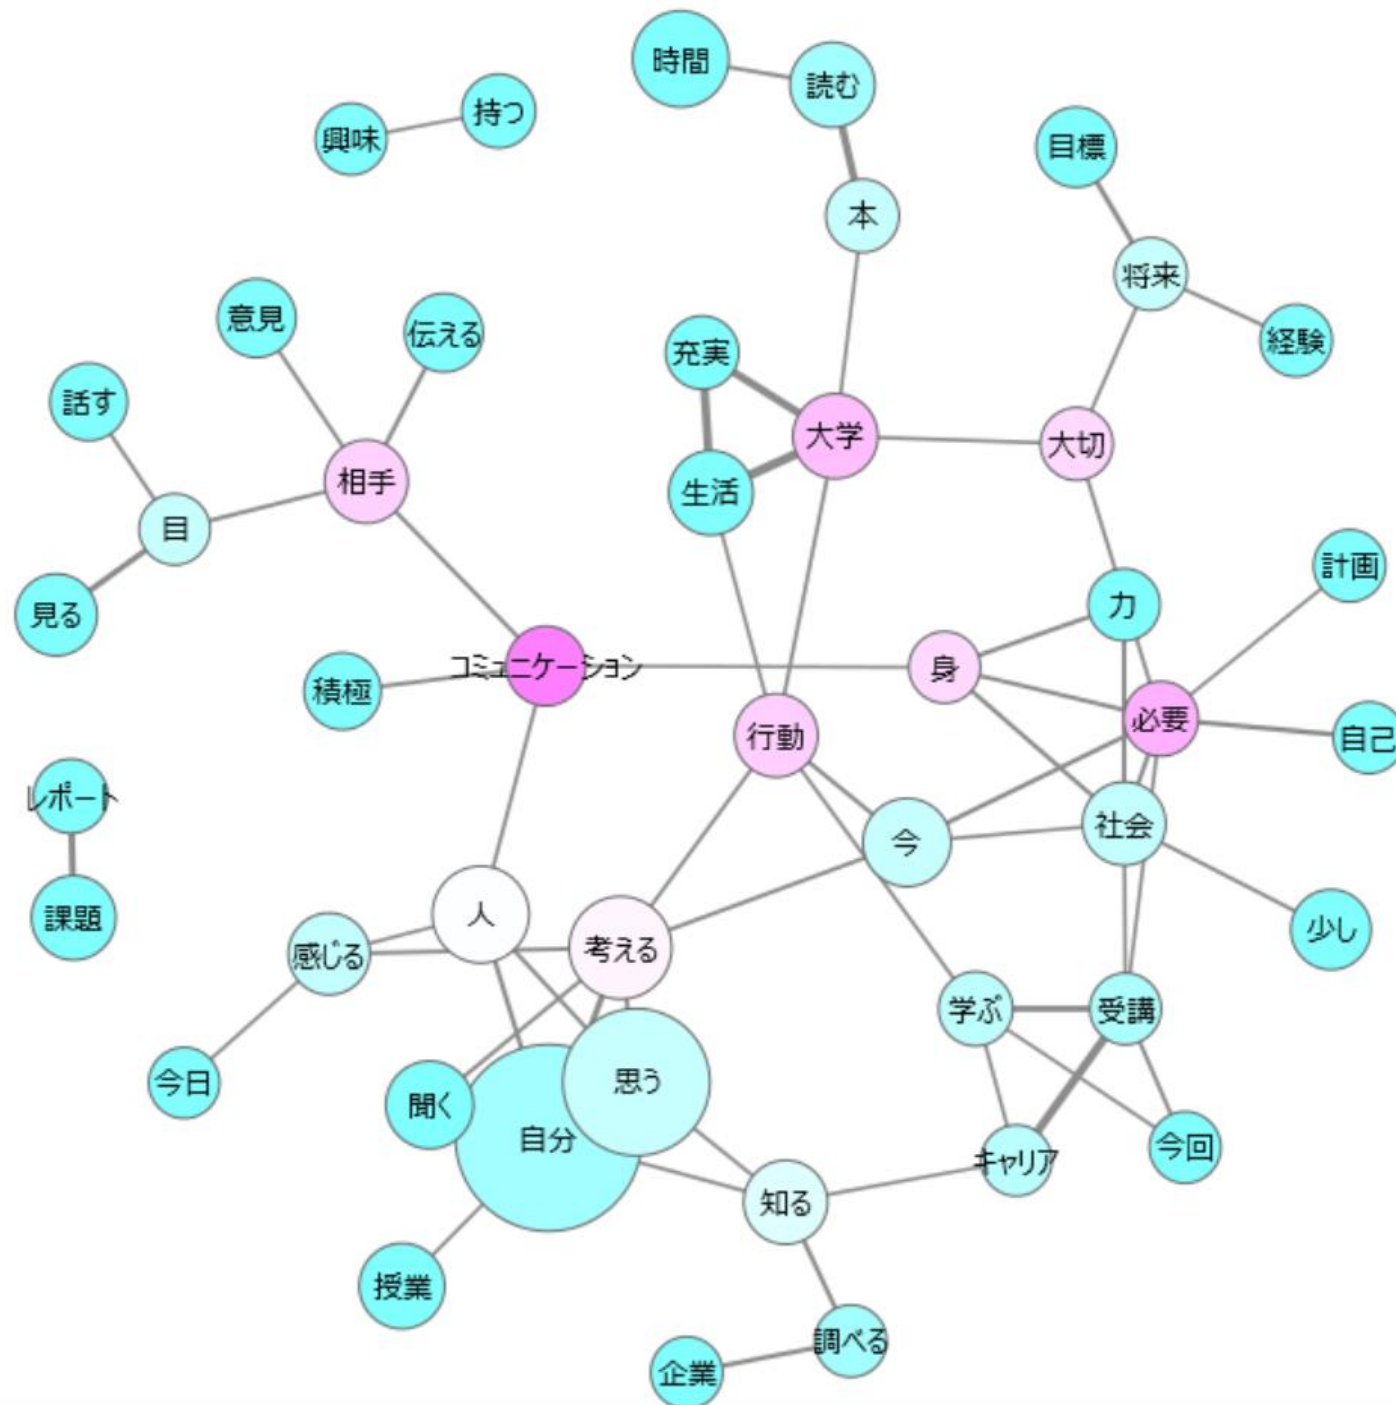 時間
読む
持つ
興味
目標
本
将来
意見
伝える
経験
充実
話す
大学
大切
相手
生活
目
計画
見る
力
コミュニケーション
身
積極
必要
行動
自己
レポート
社会
今
人
課題
少し
考える
感じる
学ぶ
受講
思う
今日
聞く
自分
今回
キャリア
知る
授業
調べる
企業